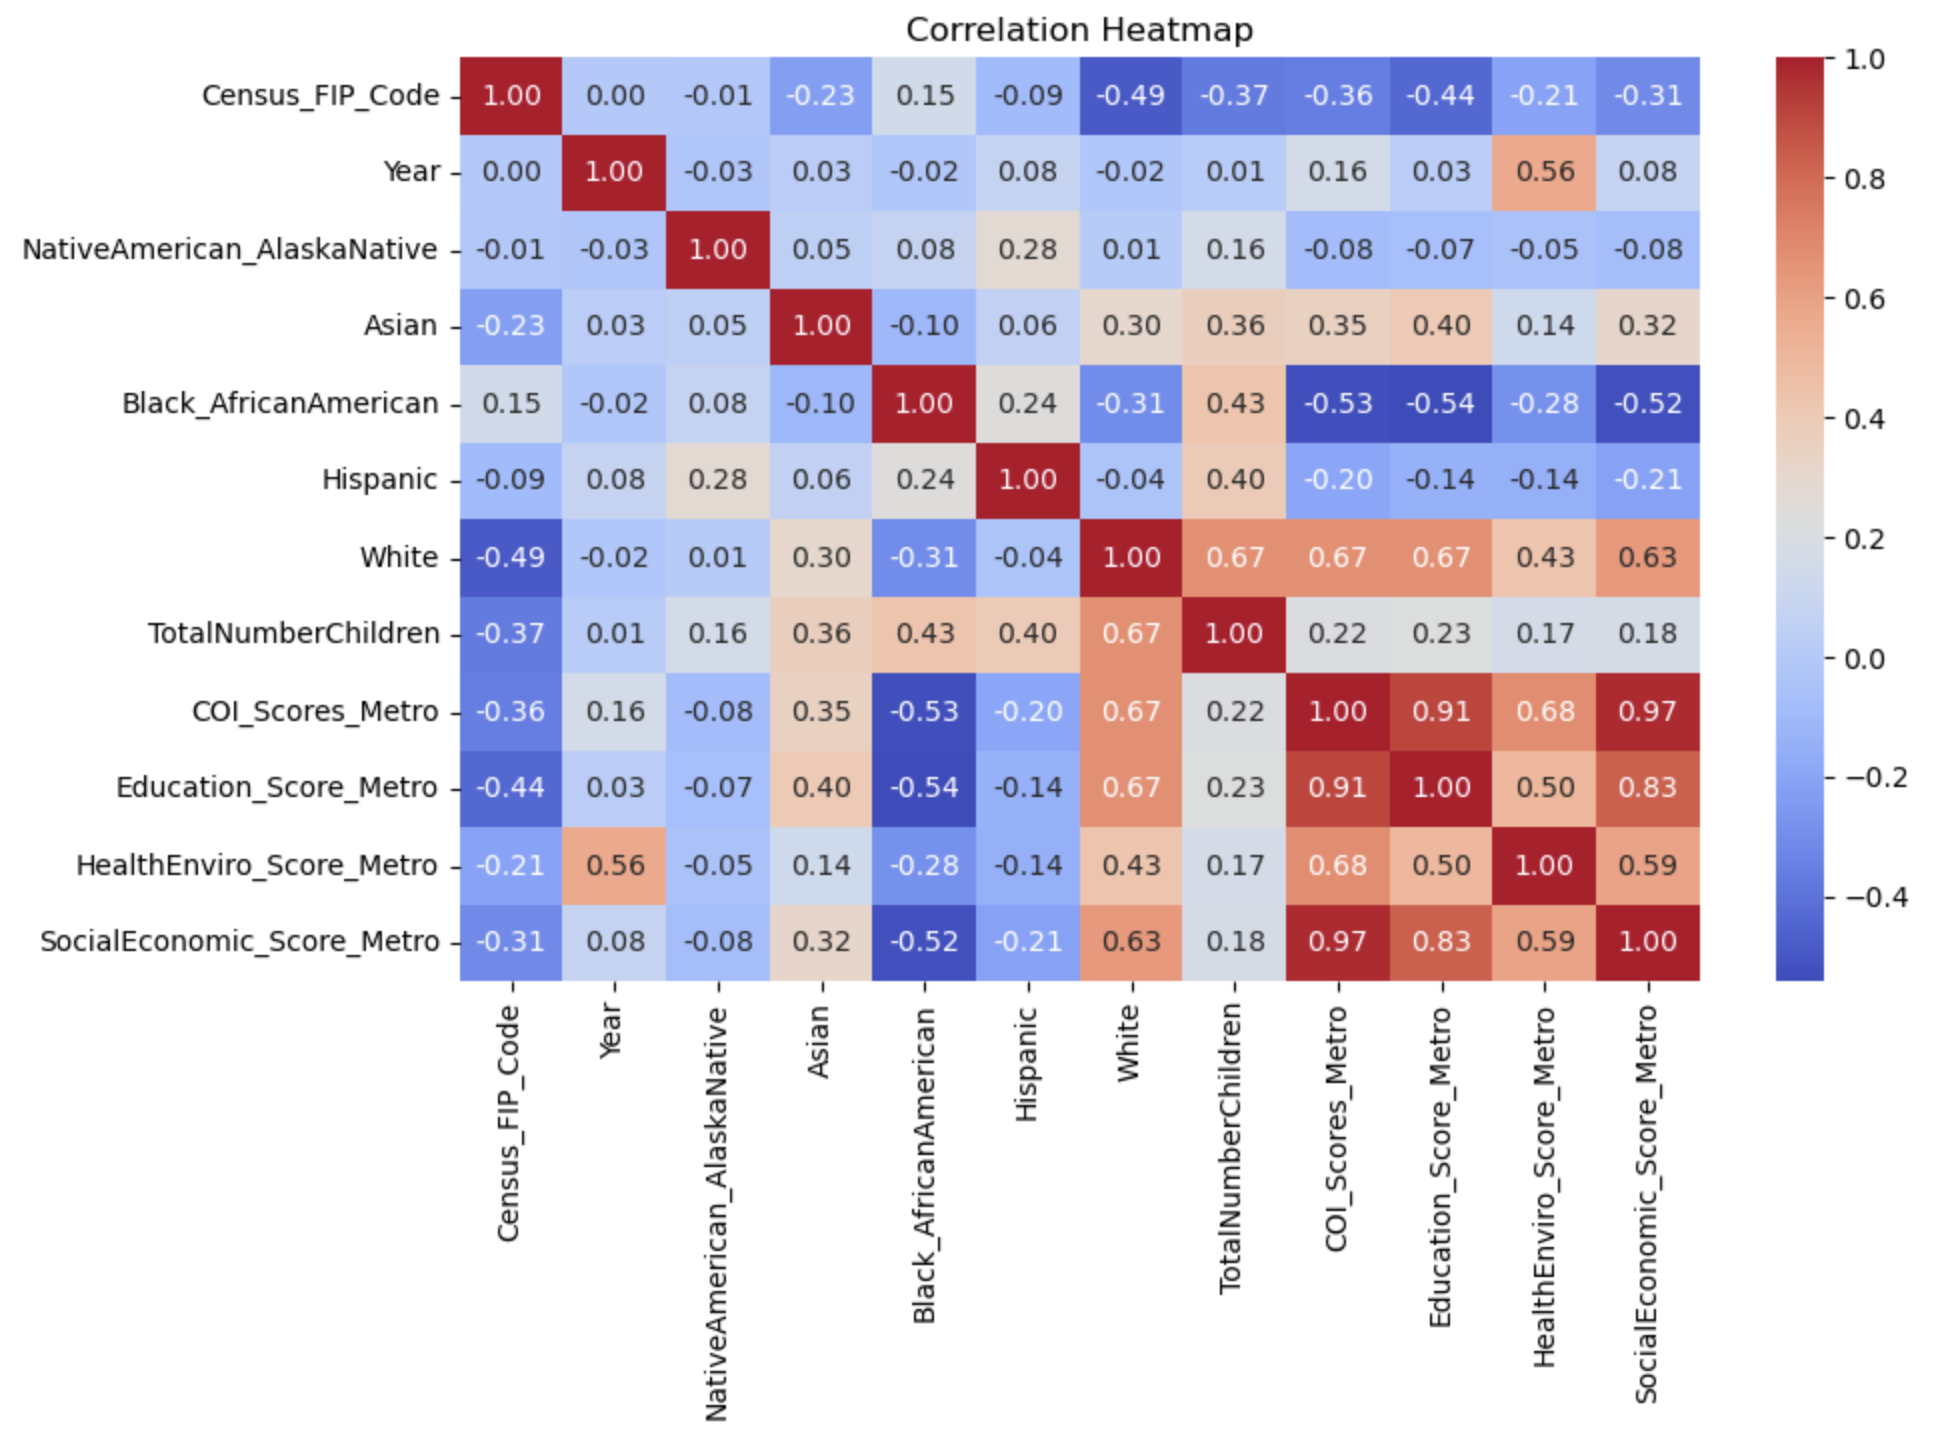 Correlation Heatmap
Census_FIP_Code 1.00 0.00 -0.01 -0.23 0.15 -0.09 -0.49 -0.37 -0.36 -0.44 -0.21 -0.31
Year 0.00 1.00 -0.03 0.03 -0.02 0.08 -0.02 0.01 0.16 0.03 0.56 0.08
NativeAmerican_AlaskaNative -0.01 -0.03 1.00 0.05 0.08 0.28 0.01 0.16 -0.08 -0.07 -0.05 -0.08
Asian -0.23 0.03 0.05 1.00 -0.10 0.06 0.30 0.36 0.35 0.40 0.14 0.32
Black_AfricanAmerican 0.15 -0.02 0.08 -0.10 1.00 0.24 -0.31 0.43 -0.53 -0.54 -0.28 -0.52
Hispanic -0.09 0.08 0.28 0.06 0.24 1.00 -0.04 0.40 -0.20 -0.14 -0.14 -0.21
White -0.49 -0.02 0.01 0.30 -0.31 -0.04 1.00 0.67 0.67 0.67 0.43 0.63
TotalNumberChildren -0.37 0.01 0.16 0.36 0.43 0.40 0.67 1.00 0.22 0.23 0.17 0.18
COI_Scores_Metro -0.36 0.16 -0.08 0.35 -0.53 -0.20 0.67 0.22 1.00 0.91 0.68 0.97
Education_Score_Metro -0.44 0.03 -0.07 0.40 -0.54 -0.14 0.67 0.23 0.91 1.00 0.50 0.83
HealthEnviro_Score_Metro -0.21 0.56 -0.05 0.14 -0.28 -0.14 0.43 0.17 0.68 0.50 1.00 0.59
SocialEconomic_Score_Metro -0.31 0.08 -0.08 0.32 -0.52 -0.21 0.63 0.18 0.97 0.83 0.59 1.00
Census_FIP_Code
Year
NativeAmerican_AlaskaNative
Asian
Black_AfricanAmerican
Hispanic
White
TotalNumberChildren
COI_Scores_Metro
Education_Score_Metro
HealthEnviro_Score_Metro
SocialEconomic_Score_Metro
1.0
0.8
0.6
0.4
0.2
0.0
−0.2
−0.4